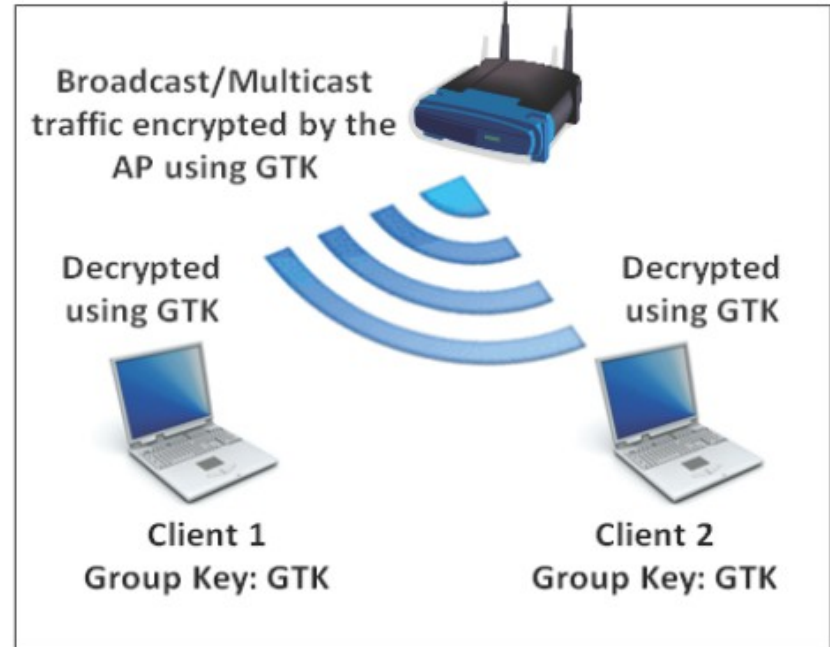 Broadcast/Multicast
traffic encrypted by the
AP using GTK
Decrypted
using GTK
Decrypted
using GTK
Client 1
Group Key: GTK
Client 2
Group Key: GTK